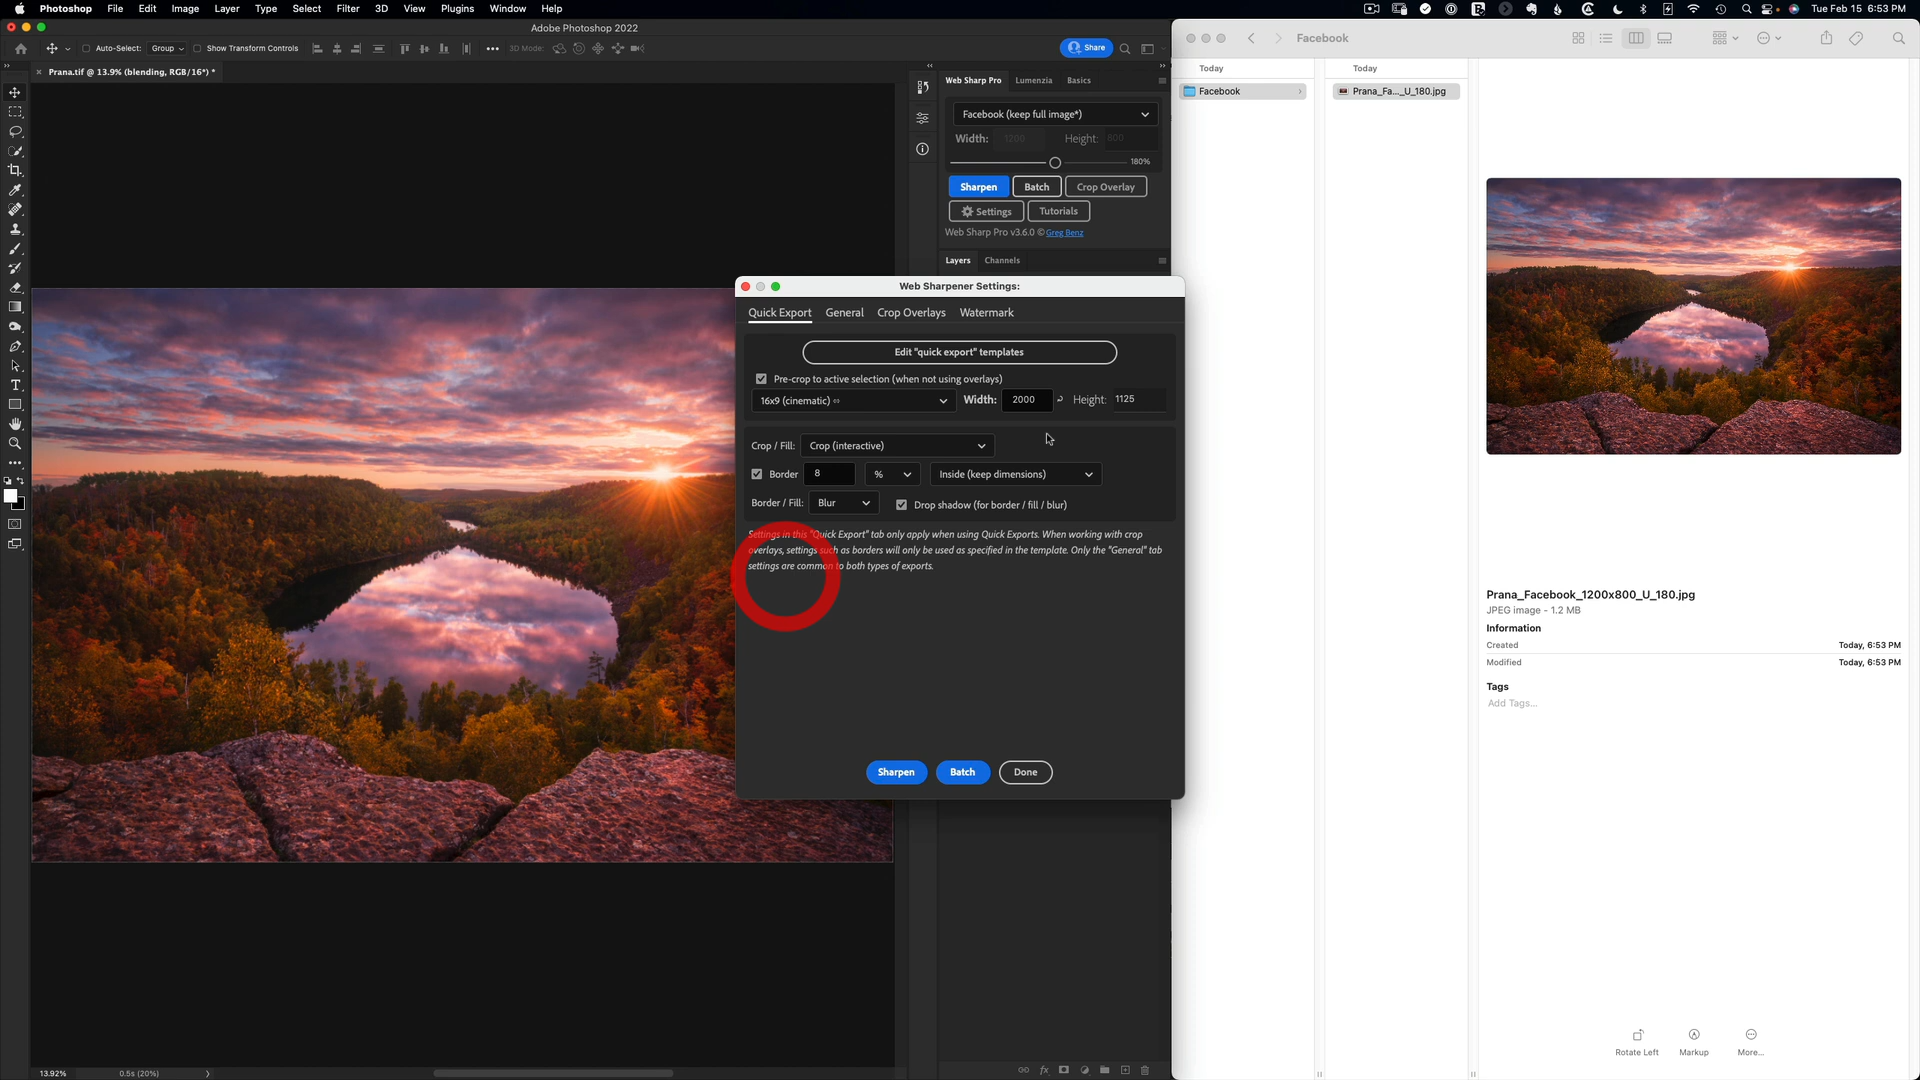 Photoshop File Edit Image Layer Type Select Filter 3D View Plugins Window Help
Tue Feb 15 6:53 PM
Adobe Photoshop 2022
Auto-Select: Group Show Transform Controls 3D Mode: Share
Prana.tif @ 13.9% (blending, RGB/16*) *
Web Sharp Pro Lumenzia Basics
Facebook (keep full image*)
Width: 1200 Height: 800
180%
Sharpen Batch Crop Overlay
Settings Tutorials
Web Sharp Pro v3.6.0 © Greg Benz
Layers Channels
Web Sharpener Settings:
Quick Export General Crop Overlays Watermark
Edit "quick export" templates
Pre-crop to active selection (when not using overlays)
16x9 (cinematic) Width: 2000 Height: 1125
Crop / Fill: Crop (interactive)
Border 8 % Inside (keep dimensions)
Border / Fill: Blur Drop shadow (for border / fill / blur)
Settings in this "Quick Export" tab only apply when using Quick Exports. When working with crop
overlays, settings such as borders will only be used as specified in the template. Only the "General" tab
settings are common to both types of exports.
Sharpen Batch Done
13.92% 0.5s (20%)
fx
Facebook
Today Today
Facebook Prana_Fa..._U_180.jpg
Prana_Facebook_1200x800_U_180.jpg
JPEG image - 1.2 MB
Information
Created Today, 6:53 PM
Modified Today, 6:53 PM
Tags
Add Tags...
Rotate Left Markup More...